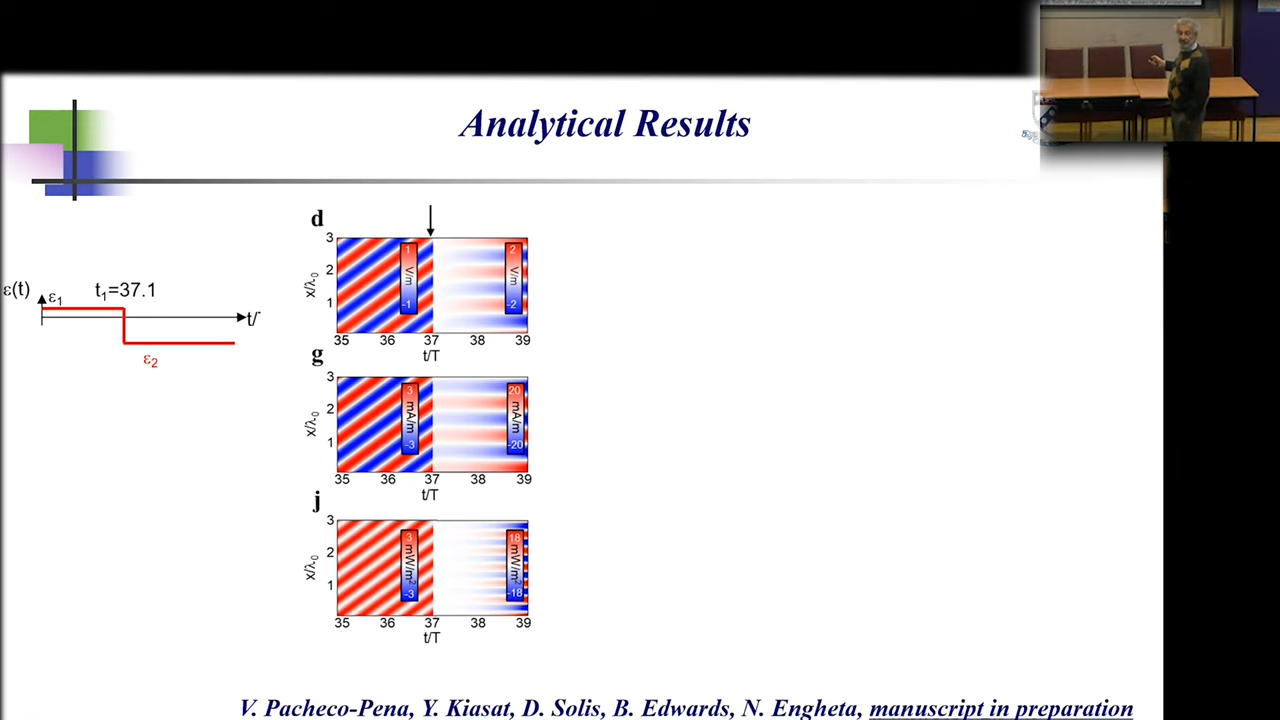 Analytical Results
ε(t)
ε1
t1=37.1
t/
ε2
d
3
2
1
x/λ0
1
V/m
-1
2
V/m
-2
35 36 37 38 39
t/T
g
3
2
1
x/λ0
3
mA/m
-3
20
mA/m
-20
35 36 37 38 39
t/T
j
3
2
1
x/λ0
3
mW/m2
-3
18
mW/m2
-18
35 36 37 38 39
t/T
V. Pacheco-Pena, Y. Kiasat, D. Solis, B. Edwards, N. Engheta, manuscript in preparation